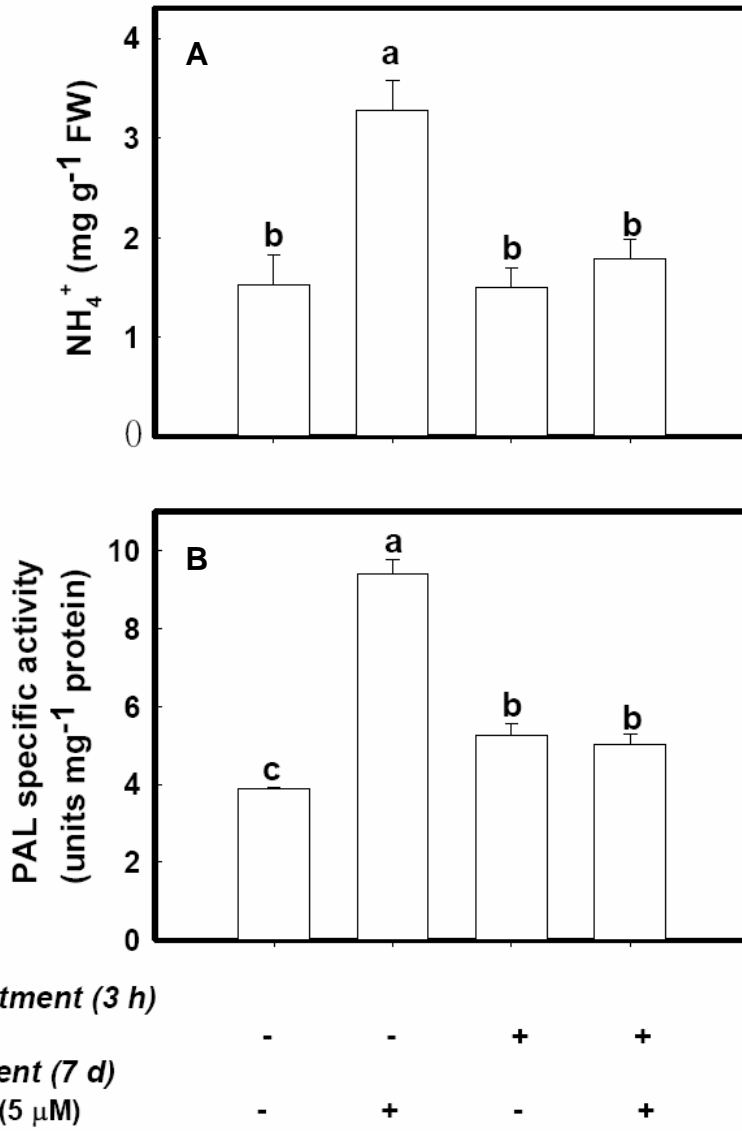 4
A
a
3
NH4+ (mg g-1 FW)
b
b
b
2
1
0
10
B
a
8
PAL specific activity
(units mg-1 protein)
6
b
b
c
4
2
0
tment (3 h)
- - + +
ent (7 d)
(5 µM) - + - +